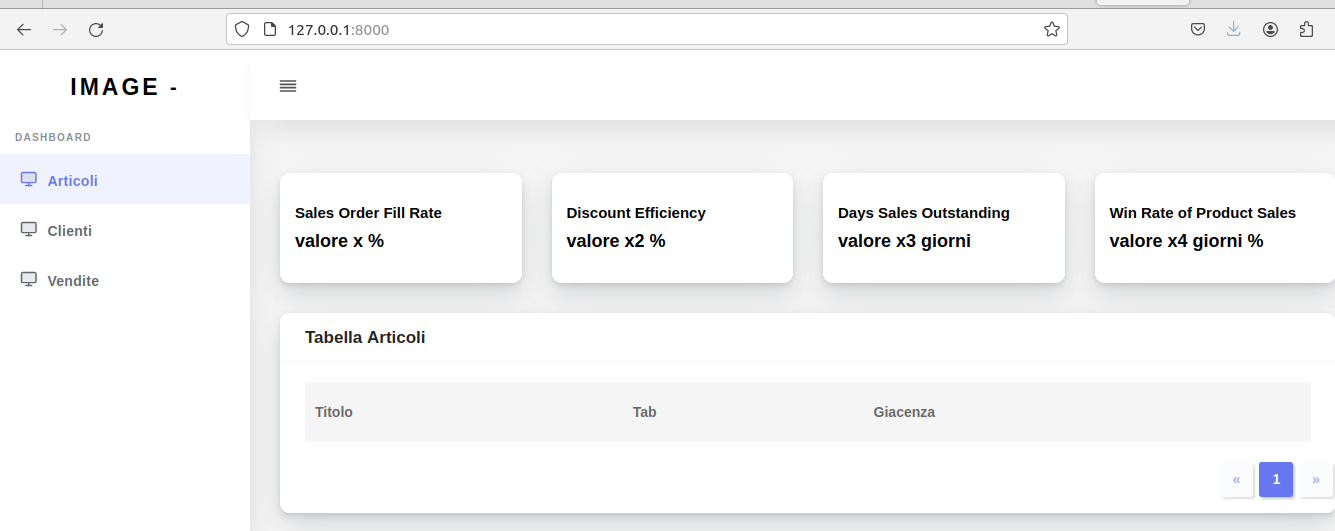 127.0.0.1:8000
IMAGE -
DASHBOARD
Articoli
Clienti
Vendite
Sales Order Fill Rate
valore x %
Discount Efficiency
valore x2 %
Days Sales Outstanding
valore x3 giorni
Win Rate of Product Sales
valore x4 giorni %
Tabella Articoli
Titolo Tab Giacenza
« 1 »